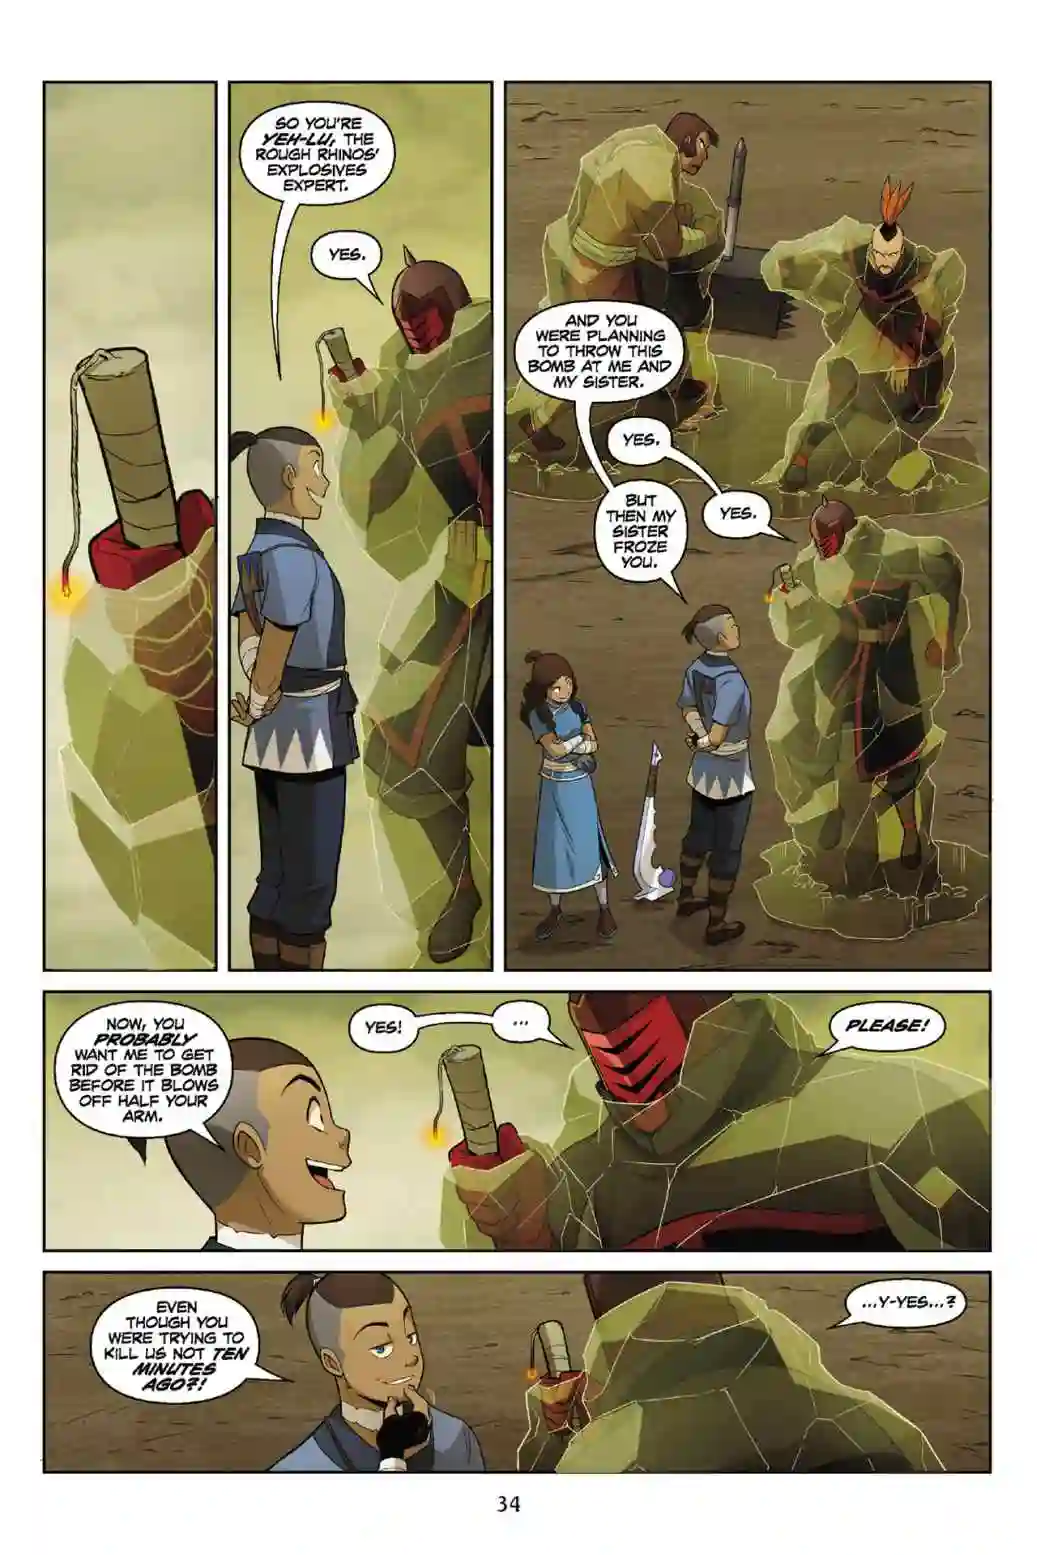 SO YOU'RE
YEH-LU, THE
ROUGH RHINOS'
EXPLOSIVES
EXPERT.
YES.
AND YOU
WERE PLANNING
TO THROW THIS
BOMB AT ME AND
MY SISTER.
YES.
BUT
THEN MY
SISTER
FROZE
YOU.
YES.
NOW, YOU
PROBABLY
WANT ME TO GET
RID OF THE BOMB
BEFORE IT BLOWS
OFF HALF YOUR
ARM.
YES!
...
PLEASE!
EVEN
THOUGH YOU
WERE TRYING TO
KILL US NOT TEN
MINUTES
AGO?!
...Y-YES...?
34